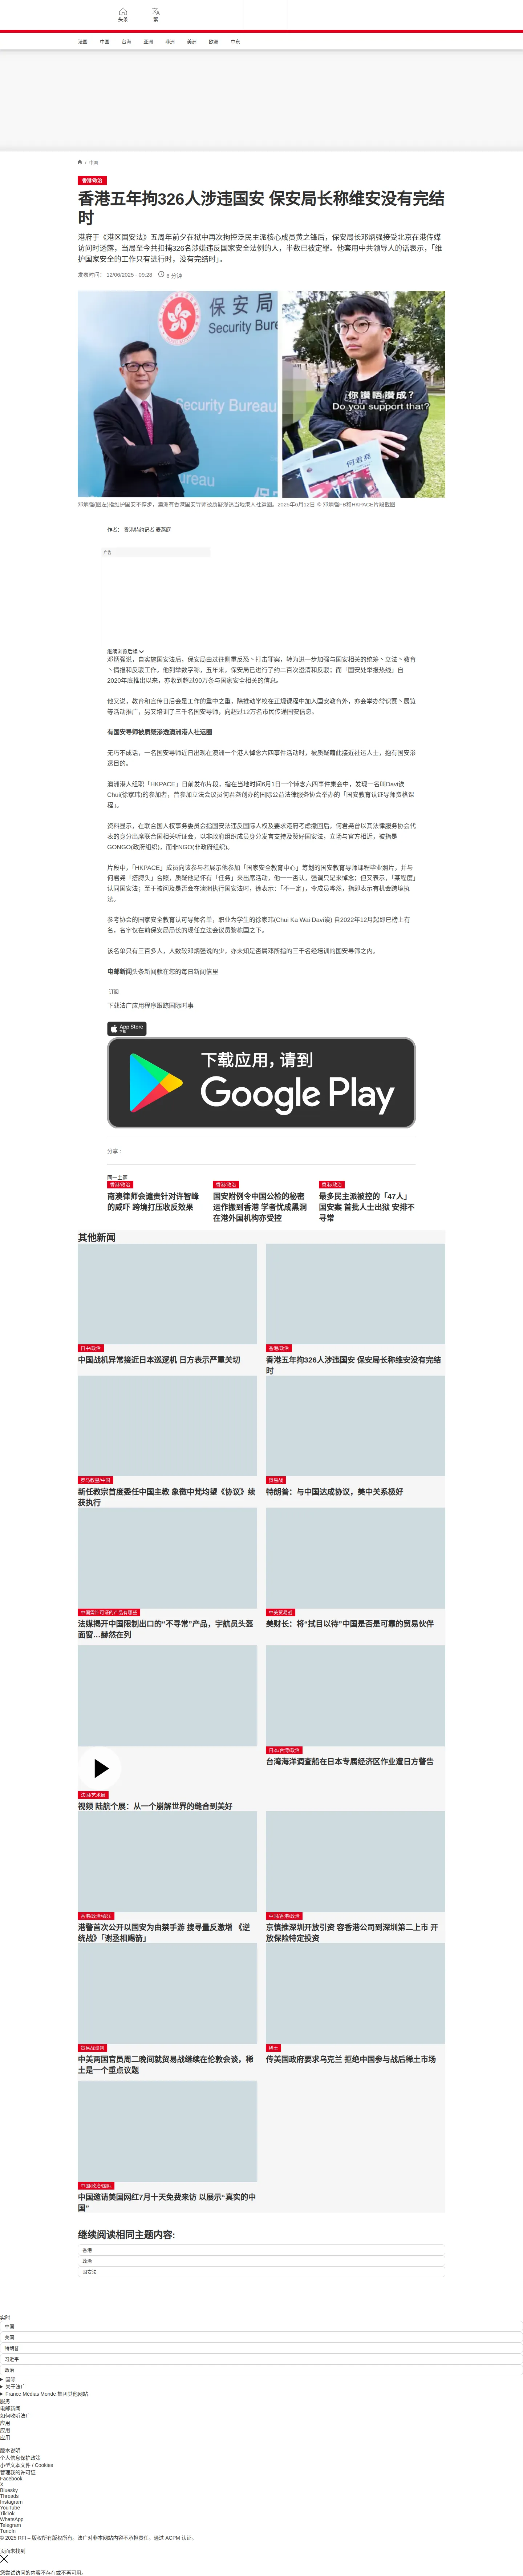 头条
繁
法国
中国
台海
亚洲
非洲
美洲
欧洲
中东
/ 中国
香港/政治
香港五年拘326人涉违国安 保安局长称维安没有完结
时
港府于《港区国安法》五周年前夕在狱中再次拘控泛民主派核心成员黄之锋后，保安局长邓炳强接受北京在港传媒
访问时透露，当局至今共扣捕326名涉嫌违反国家安全法例的人，半数已被定罪。他套用中共领导人的话表示，「维
护国家安全的工作只有进行时，没有完结时」。
发表时间： 12/06/2025 - 09:28
6 分钟
保安局
Security Bureau
你讚唔讚成？
Do you support that!?
邓炳强(图左)指维护国安不停步，澳洲有香港国安导师被质疑渗透当地港人社运圈。2025年6月12日 © 邓炳强FB和HKPACE片段截图
作者： 香港特约记者 麦燕庭
广告
继续浏览后续
邓炳强说，自实施国安法后，保安局由过往侧重反恐丶打击罪案，转为进一步加强与国安相关的统筹丶立法丶教育
丶情报和反驳工作。他列举数字称，五年来，保安局已进行了约二百次澄清和反驳；而「国安处举报热线」自
2020年底推出以来，亦收到超过90万条与国家安全相关的信息。
他又说，教育和宣传日后会是工作的重中之重，除推动学校在正规课程中加入国安教育外，亦会举办常识赛丶展览
等活动推广，另又培训了三千名国安导师，向超过12万名市民传递国安信息。
有国安导师被质疑渗透澳洲港人社运圈
无巧不成话，一名国安导师近日出现在澳洲一个港人悼念六四事件活动时，被质疑藉此接近社运人士，抱有国安渗
透目的。
澳洲港人组职「HKPACE」日前发布片段，指在当地时间6月1日一个悼念六四事件集会中，发现一名叫Davi诶
Chui(徐家玮)的参加者，曾参加立法会议员何君尧创办的国际公益法律服务协会举办的「国安教育认证导师资格课
程」。
资料显示，在联合国人权事务委员会指国安法违反国际人权及要求港府考虑撤回后，何君尧曾以其法律服务协会代
表的身分出席联合国相关听证会，以非政府组织成员身分发言支持及赞好国安法，立场与官方相近，被指是
GONGO(政府组织)，而非NGO(非政府组织)。
片段中，「HKPACE」成员向该参与者展示他参加「国家安全教育中心」筹划的国安教育导师课程毕业照片，并与
何君尧「搭膊头」合照，质疑他是怀有「任务」来出席活动，他一一否认，强调只是来悼念；但又表示，「某程度」
认同国安法；至于被问及是否会在澳洲执行国安法时，徐表示：「不一定」，令成员哗然，指即表示有机会跨境执
法。
参考协会的国家安全教育认可导师名单，职业为学生的徐家玮(Chui Ka Wai Davi诶) 自2022年12月起即已榜上有
名，名字仅在前保安局局长的现任立法会议员黎栋国之下。
该名单只有三百多人，人数较邓炳强说的少，亦未知是否属邓所指的三千名经培训的国安导筛之内。
电邮新闻头条新闻就在您的每日新闻信里
订阅
下载法广应用程序跟踪国际时事
App Store
下载
下载应用，请到
Google Play
分享：
同一主题
香港/政治
南澳律师会谴责针对许智峰
的威吓 跨境打压收反效果
香港/政治
国安附例令中国公检的秘密
运作搬到香港 学者忧成黑洞
在港外国机构亦受控
香港/政治
最多民主派被控的「47人」
国安案 首批人士出狱 安排不
寻常
其他新闻
日中/政治
中国战机异常接近日本巡逻机 日方表示严重关切
香港/政治
香港五年拘326人涉违国安 保安局长称维安没有完结
时
罗马教皇/中国
新任教宗首度委任中国主教 象徵中梵均望《协议》续
获执行
贸易战
特朗普：与中国达成协议，美中关系极好
中国需许可证的产品有哪些
法媒揭开中国限制出口的“不寻常”产品，宇航员头盔
面窗…赫然在列
中美贸易战
美财长：将“拭目以待”中国是否是可靠的贸易伙伴
法国/艺术展
视频 陆航个展：从一个崩解世界的缝合到美好
日本/台湾/政治
台湾海洋调查船在日本专属经济区作业遭日方警告
香港/政治/娱乐
港警首次公开以国安为由禁手游 搜寻量反激增 《逆
统战》「谢丞相赐箭」
中国/香港/政治
京慎推深圳开放引资 容香港公司到深圳第二上市 开
放保险特定投资
贸易战谈判
中美两国官员周二晚间就贸易战继续在伦敦会谈，稀
土是一个重点议题
稀土
传美国政府要求乌克兰 拒绝中国参与战后稀土市场
中国/政治/国际
中国邀请美国网红7月十天免费来访 以展示“真实的中
国”
继续阅读相同主题内容:
香港
政治
国安法
实时
中国
美国
特朗普
习近平
政治
国际
关于法广
France Médias Monde 集团其他网站
服务
电邮新闻
如何收听法广
应用
应用
应用
版本说明
个人信息保护政策
小型文本文件 / Cookies
管理我的许可证
Facebook
X
Bluesky
Threads
Instagram
YouTube
TikTok
WhatsApp
Telegram
TuneIn
© 2025 RFI – 版权所有版权所有。法广对非本网站内容不承担责任。通过 ACPM 认证。
页面未找到
您尝试访问的内容不存在或不再可用。